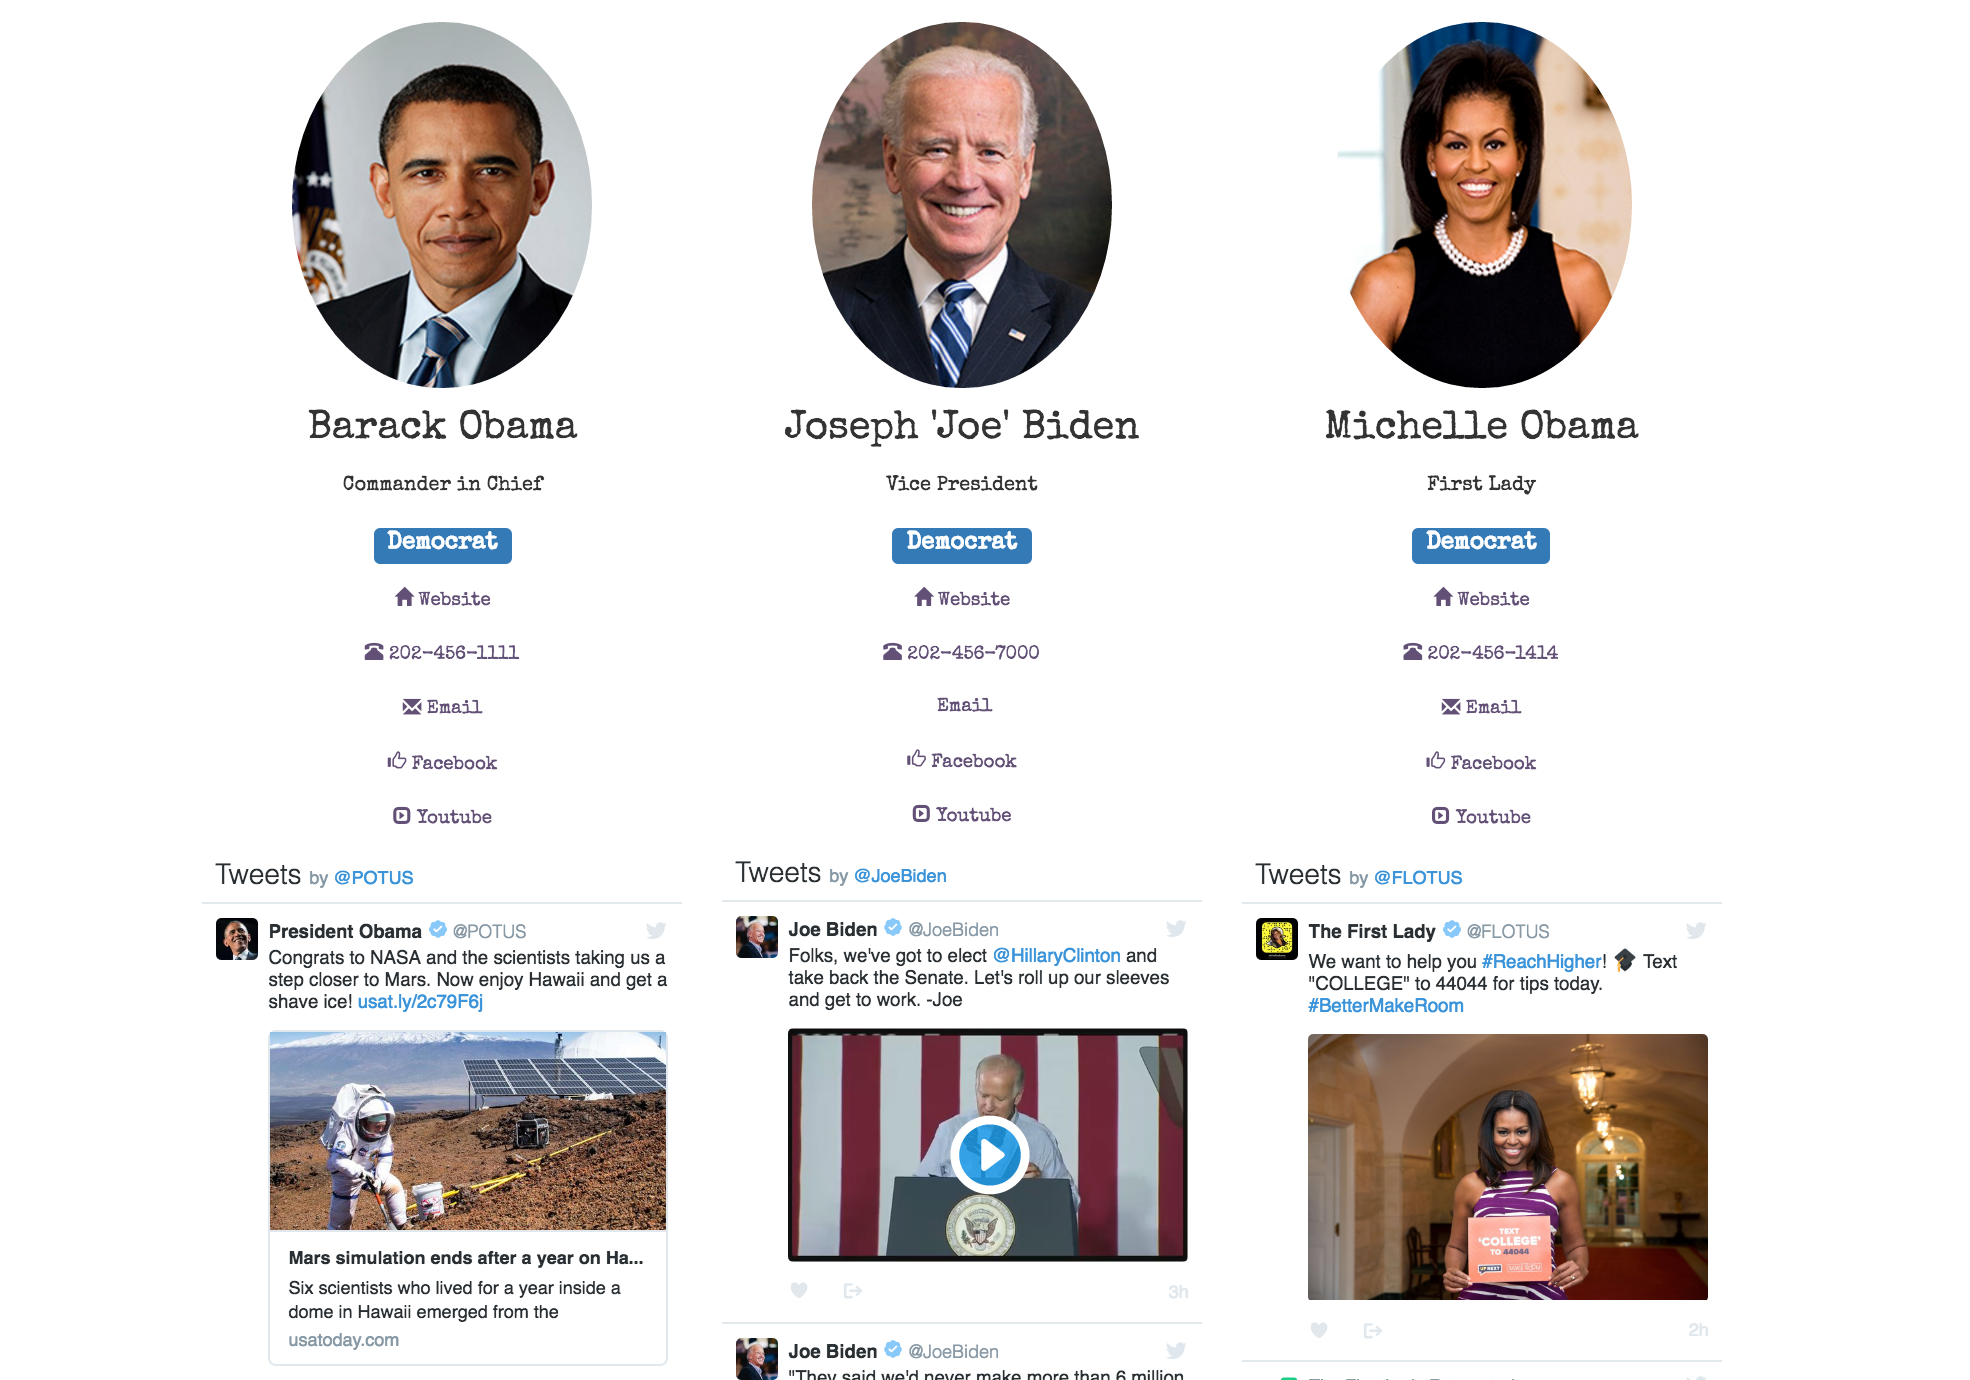 Barack Obama
Commander in Chief
Democrat
Website
202-456-1111
Email
Facebook
Youtube
Tweets by @POTUS
President Obama @POTUS
Congrats to NASA and the scientists taking us a
step closer to Mars. Now enjoy Hawaii and get a
shave ice! usat.ly/2c79F6j
Mars simulation ends after a year on Ha...
Six scientists who lived for a year inside a
dome in Hawaii emerged from the
usatoday.com
Joseph 'Joe' Biden
Vice President
Democrat
Website
202-456-7000
Email
Facebook
Youtube
Tweets by @JoeBiden
Joe Biden @JoeBiden
Folks, we've got to elect @HillaryClinton and
take back the Senate. Let's roll up our sleeves
and get to work. -Joe
3h
Joe Biden @JoeBiden
"They said we'd never make more than 6 million
Michelle Obama
First Lady
Democrat
Website
202-456-1414
Email
Facebook
Youtube
Tweets by @FLOTUS
The First Lady @FLOTUS
We want to help you #ReachHigher! Text
"COLLEGE" to 44044 for tips today.
#BetterMakeRoom
TEXT
'COLLEGE'
TO 44044
UP NEXT
2h